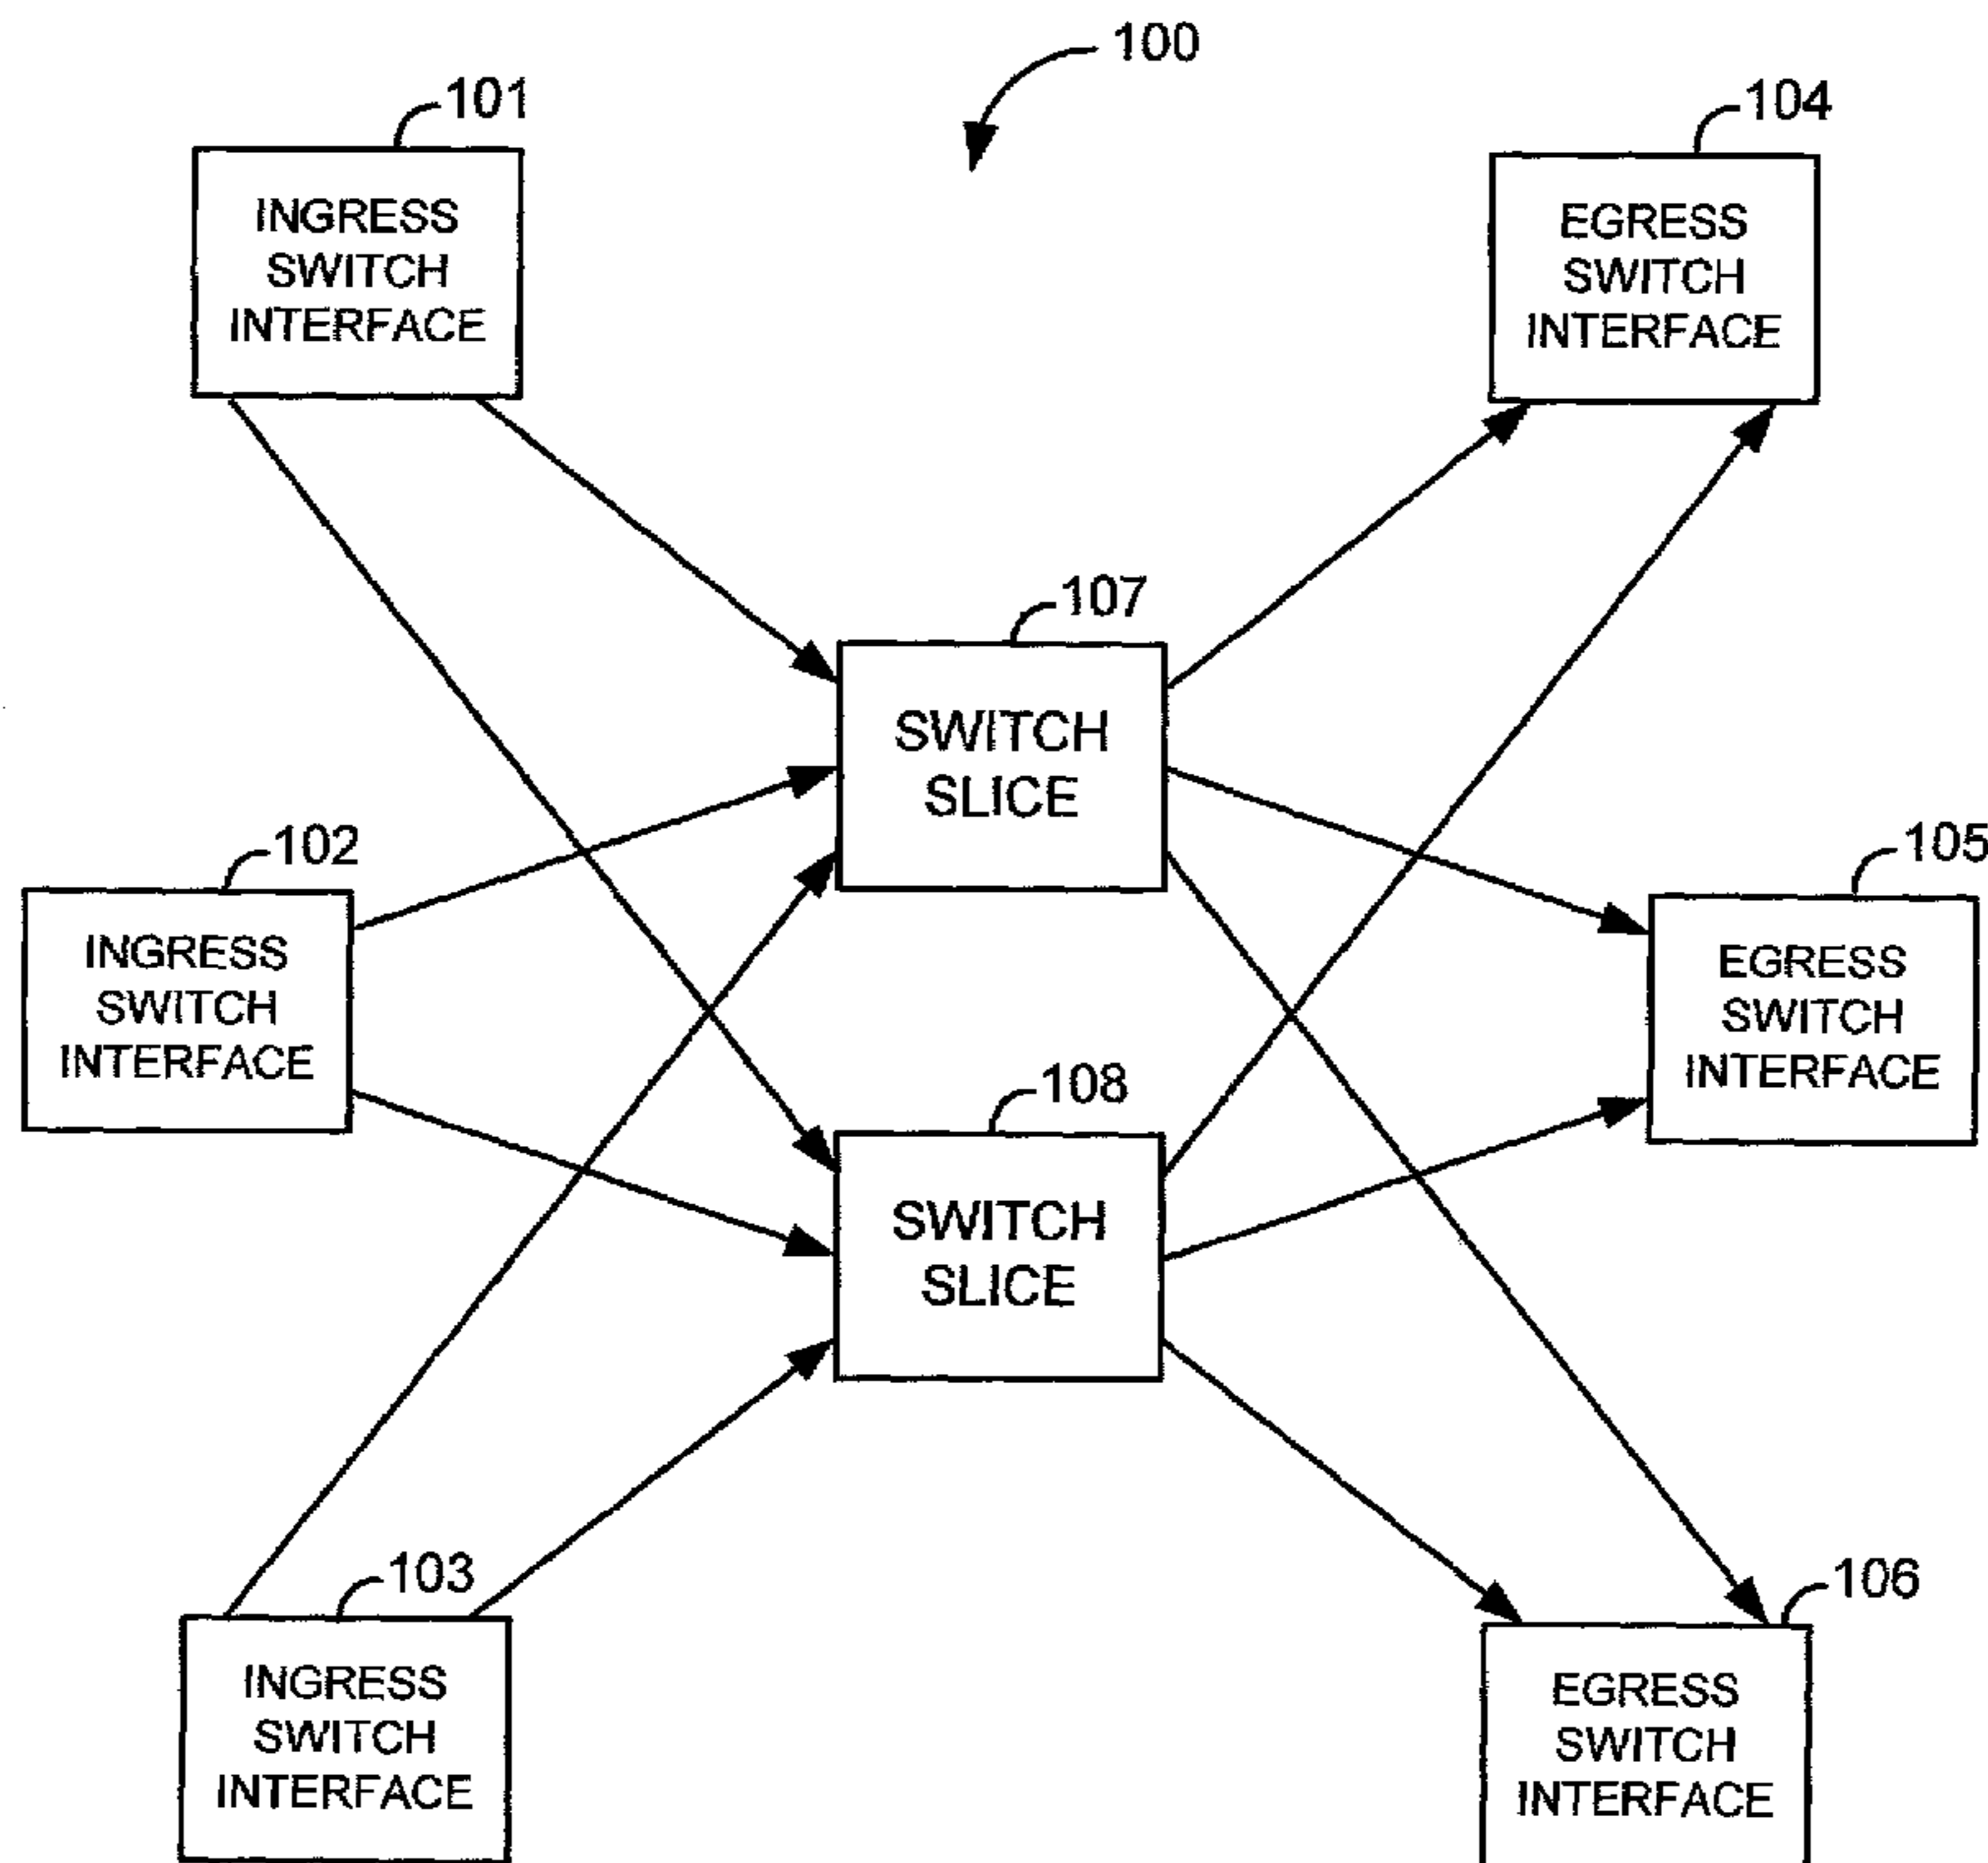 100
101
INGRESS
SWITCH
INTERFACE
104
EGRESS
SWITCH
INTERFACE
107
SWITCH
SLICE
102
INGRESS
SWITCH
INTERFACE
105
EGRESS
SWITCH
INTERFACE
108
SWITCH
SLICE
103
INGRESS
SWITCH
INTERFACE
106
EGRESS
SWITCH
INTERFACE